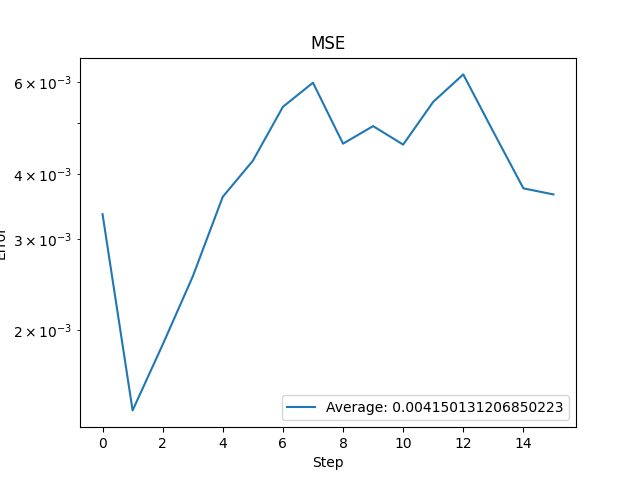 MSE
6 × 10⁻³
4 × 10⁻³
3 × 10⁻³
2 × 10⁻³
Error
0 2 4 6 8 10 12 14
Step
Average: 0.004150131206850223